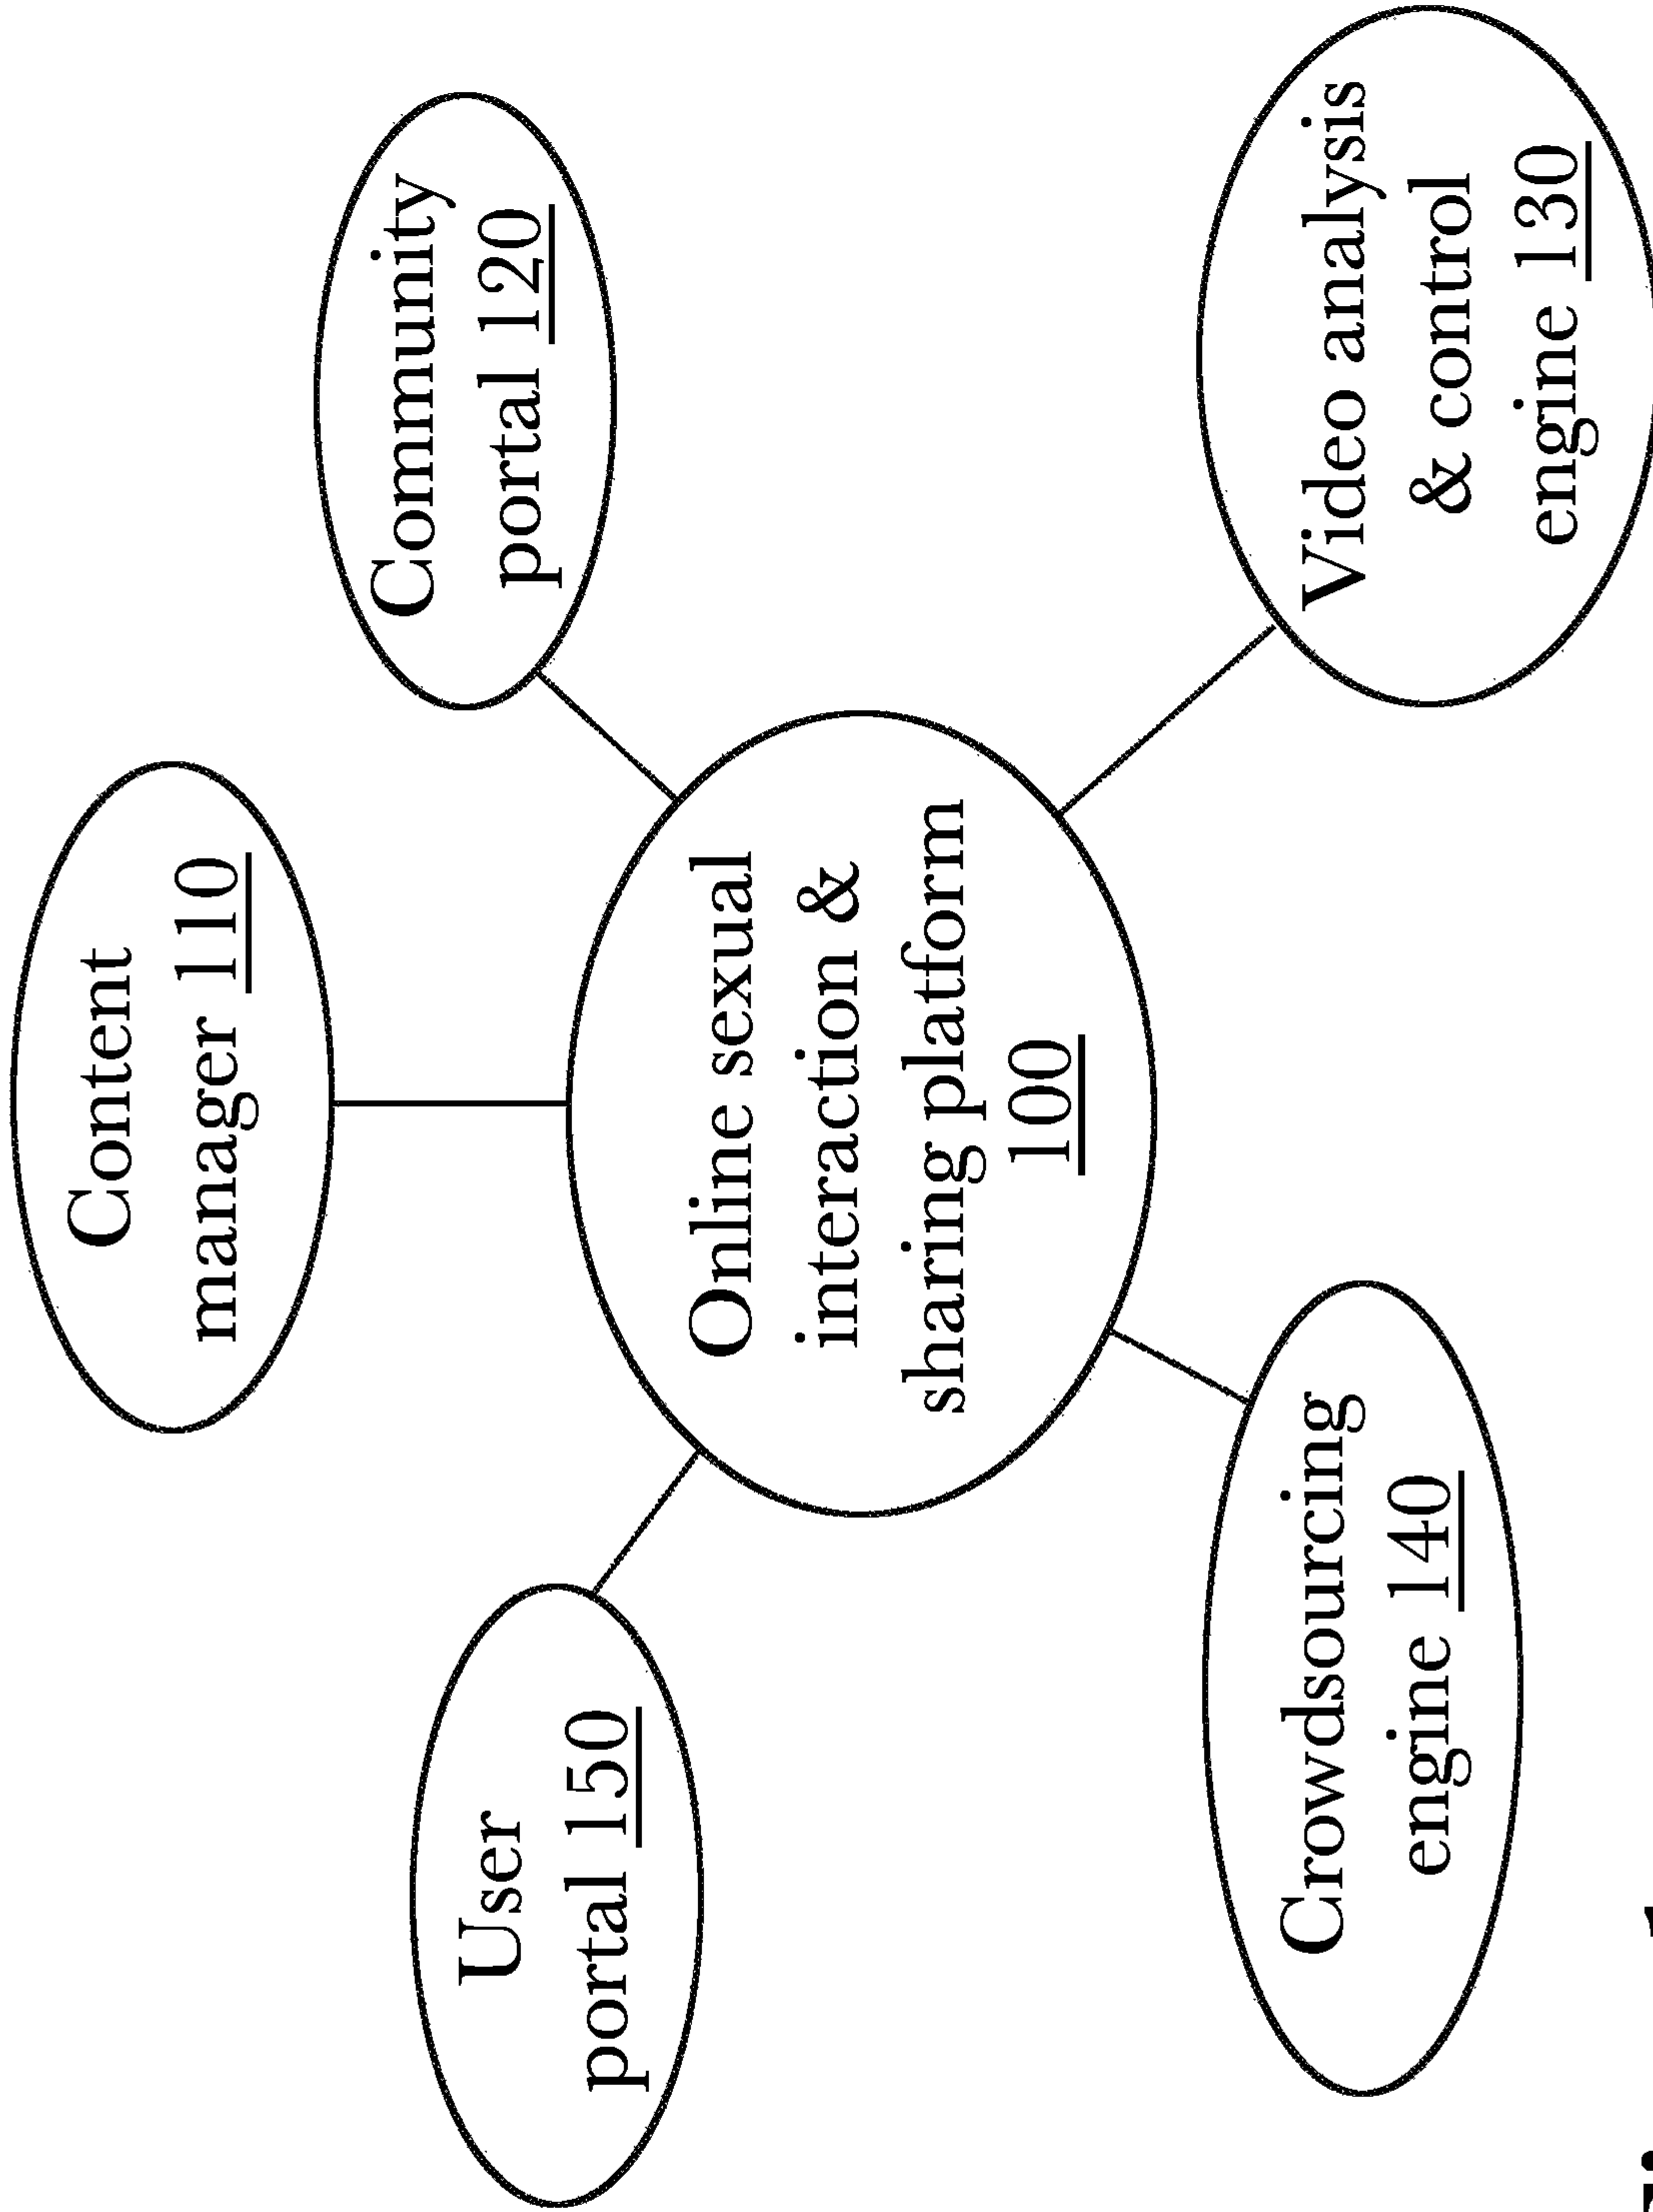 Content
manager 110
Community
portal 120
User
portal 150
Online sexual
interaction &
sharing platform
100
Crowdsourcing
engine 140
Video analysis
& control
engine 130